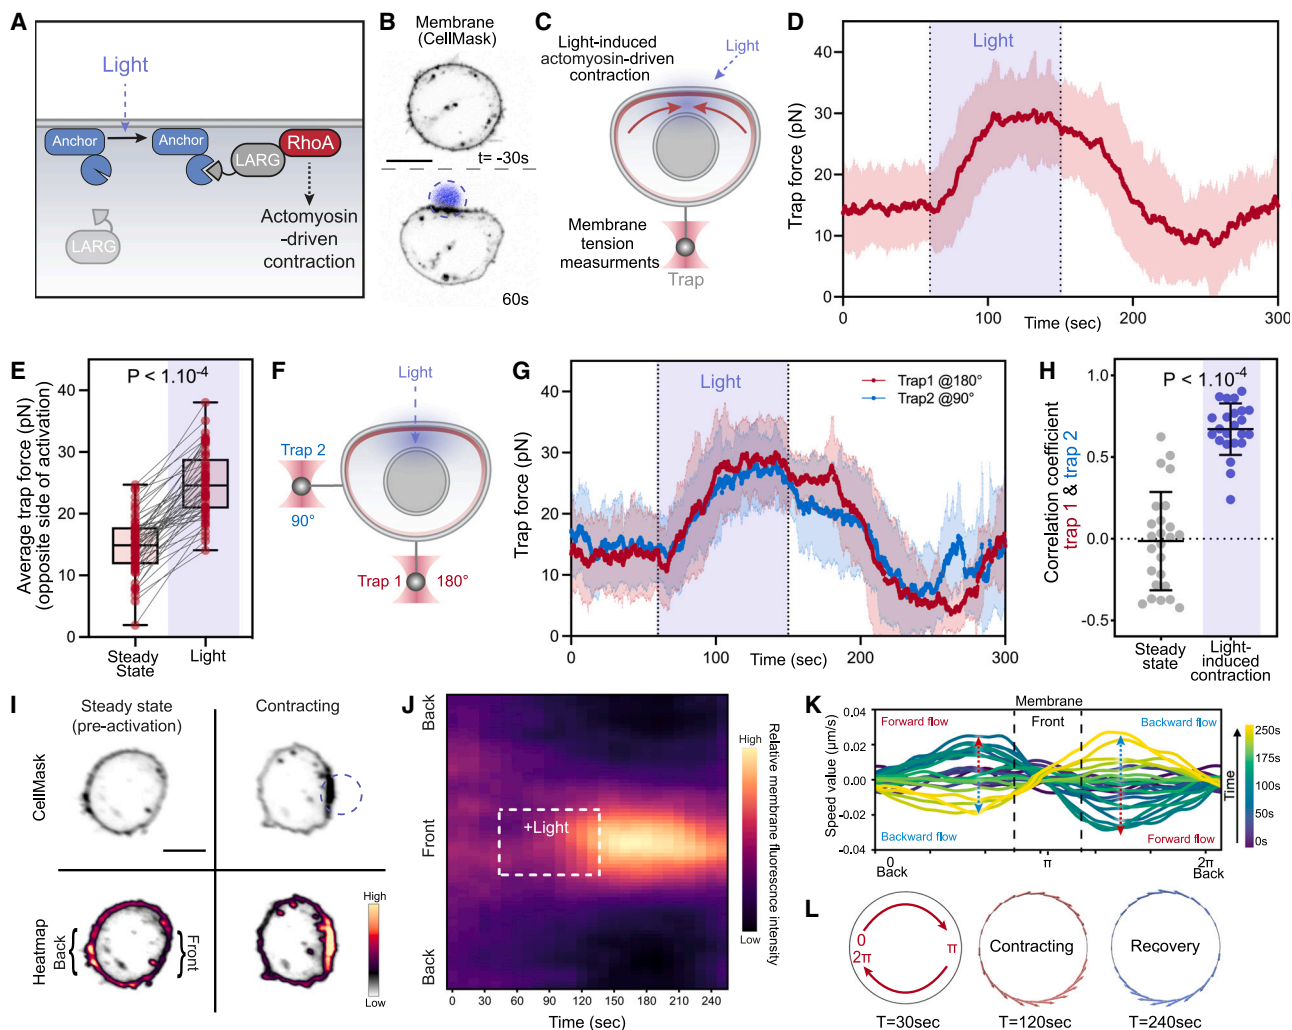 A
Light
Anchor
Anchor
LARG
RhoA
LARG
Actomyosin
-driven
contraction
B
Membrane
(CellMask)
t= -30s
60s
C
Light-induced
actomyosin-driven
contraction
Light
Membrane
tension
measurments
Trap
D
Trap force (pN)
40
30
20
10
0
Light
0
100
200
300
Time (sec)
E
Average trap force (pN)
(opposite side of activation)
P < 1.10-4
40
30
20
10
0
Steady
State
Light
F
Light
Trap 2
90°
Trap 1
180°
G
Trap force (pN)
40
30
20
10
0
Light
Trap1 @180°
Trap2 @90°
0
100
200
300
Time (sec)
H
Correlation coefficient
trap 1 & trap 2
P < 1.10-4
1.0
0.5
0.0
-0.5
Steady
state
Light-
induced
contraction
I
Steady state
(pre-activation)
Contracting
CellMask
Heatmap
Back
Front
High
Low
J
Back
Front
Back
+Light
0
30
60
90
120
150
180
210
240
Time (sec)
High
Low
Relative membrane fluorescnce intensity
K
Membrane
Front
Speed value (μm/s)
0.04
0.02
0.00
-0.02
-0.04
Forward flow
Backward flow
Backward flow
Forward flow
0
Back
π
2π
Back
Time
250s
175s
100s
50s
0s
L
0
2π
π
T=30sec
Contracting
T=120sec
Recovery
T=240sec